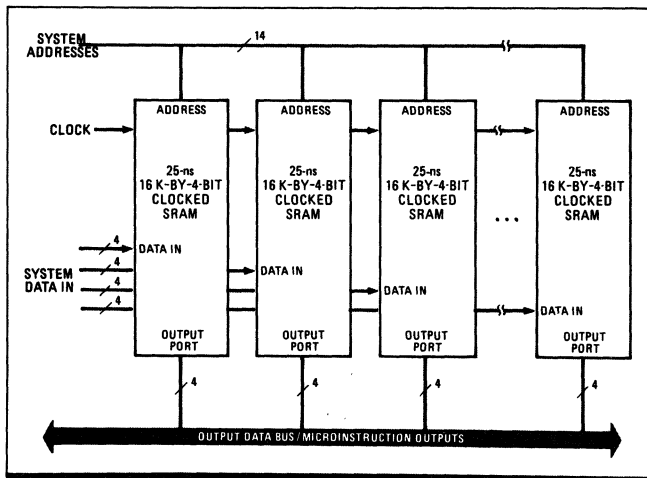 SYSTEM
ADDRESSES
14
ADDRESS
ADDRESS
ADDRESS
ADDRESS
CLOCK
25-ns
16 K-BY-4-BIT
CLOCKED
SRAM
25-ns
16 K-BY-4-BIT
CLOCKED
SRAM
25-ns
16 K-BY-4-BIT
CLOCKED
SRAM
...
25-ns
16 K-BY-4-BIT
CLOCKED
SRAM
SYSTEM
DATA IN
4
4
4
4
DATA IN
DATA IN
DATA IN
DATA IN
OUTPUT
PORT
OUTPUT
PORT
OUTPUT
PORT
OUTPUT
PORT
4
4
4
4
OUTPUT DATA BUS/MICROINSTRUCTION OUTPUTS